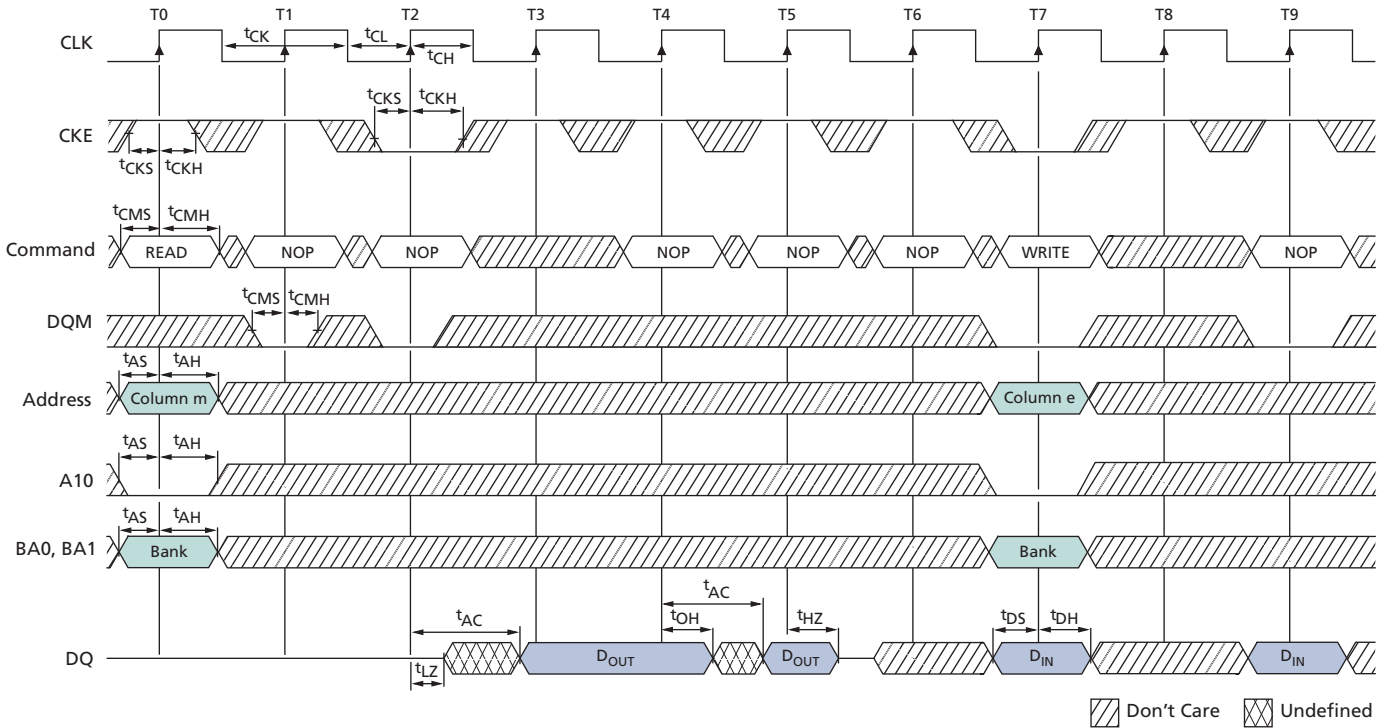 T0 T1 T2 T3 T4 T5 T6 T7 T8 T9
CLK
tCK tCL
tCH
tCKS tCKH
CKE
tCKS tCKH
tCMS tCMH
Command READ NOP NOP NOP NOP NOP WRITE NOP
tCMS tCMH
DQM
tAS tAH
Address Column m Column e
tAS tAH
A10
tAS tAH
BA0, BA1 Bank Bank
tAC
tAC tOH tHZ tDS tDH
DQ DOUT DOUT DIN DIN
tLZ
Don't Care Undefined